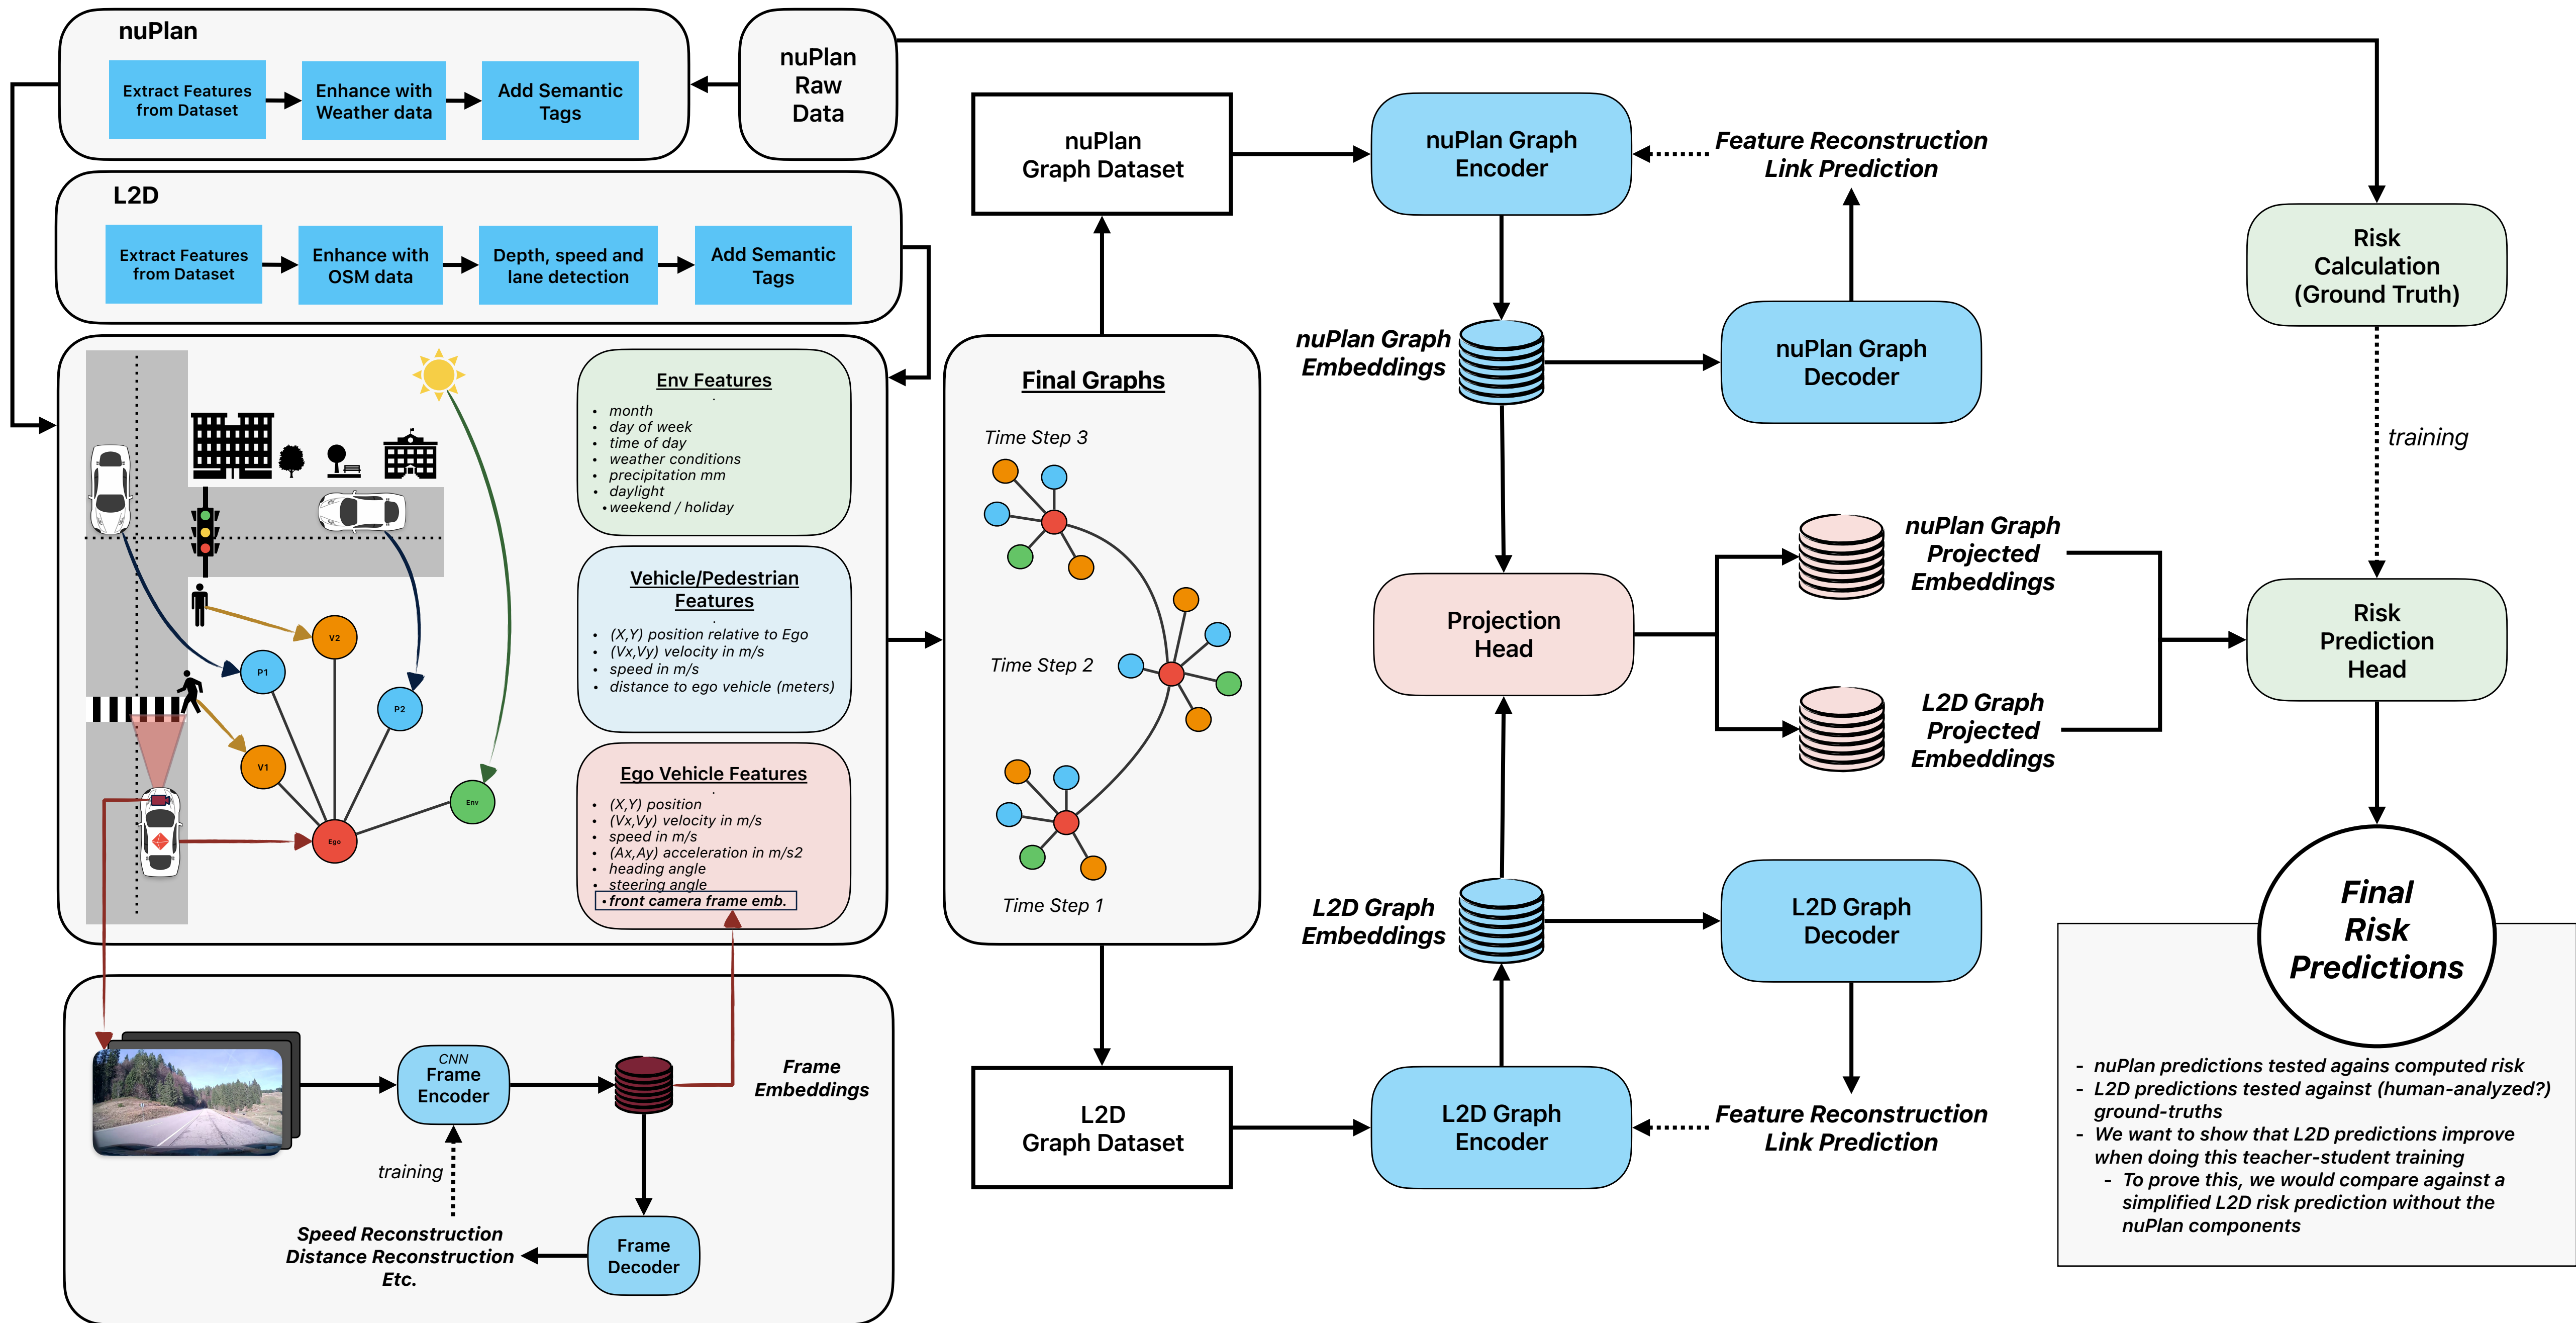 nuPlan
Extract Features
from Dataset
Enhance with
Weather data
Add Semantic
Tags
nuPlan
Raw
Data
L2D
Extract Features
from Dataset
Enhance with
OSM data
Depth, speed and
lane detection
Add Semantic
Tags
V2
P1
P2
V1
Env
Ego
Env Features
• month
• day of week
• time of day
• weather conditions
• precipitation mm
• daylight
• weekend / holiday
Vehicle/Pedestrian
Features
• (X,Y) position relative to Ego
• (Vx,Vy) velocity in m/s
• speed in m/s
• distance to ego vehicle (meters)
Ego Vehicle Features
• (X,Y) position
• (Vx,Vy) velocity in m/s
• speed in m/s
• (Ax,Ay) acceleration in m/s2
• heading angle
• steering angle
• front camera frame emb.
CNN
Frame
Encoder
Frame
Embeddings
training
Speed Reconstruction
Distance Reconstruction
Etc.
Frame
Decoder
nuPlan
Graph Dataset
Final Graphs
Time Step 3
Time Step 2
Time Step 1
L2D
Graph Dataset
nuPlan Graph
Encoder
Feature Reconstruction
Link Prediction
nuPlan Graph
Embeddings
nuPlan Graph
Decoder
Projection
Head
nuPlan Graph
Projected
Embeddings
L2D Graph
Projected
Embeddings
L2D Graph
Embeddings
L2D Graph
Decoder
L2D Graph
Encoder
Feature Reconstruction
Link Prediction
Risk
Calculation
(Ground Truth)
training
Risk
Prediction
Head
Final
Risk
Predictions
- nuPlan predictions tested agains computed risk
- L2D predictions tested against (human-analyzed?)
ground-truths
- We want to show that L2D predictions improve
when doing this teacher-student training
- To prove this, we would compare against a
simplified L2D risk prediction without the
nuPlan components